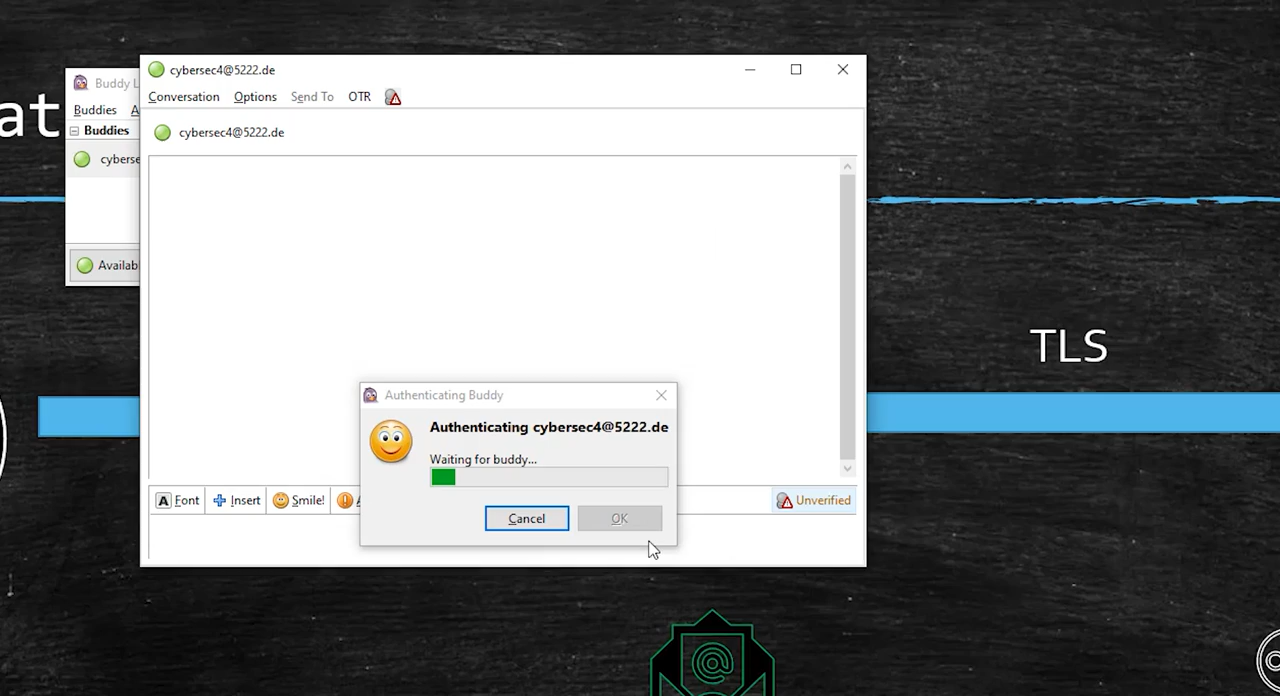 at
Buddy L
Buddies A
Buddies
cyberse
Availab
cybersec4@5222.de
Conversation Options Send To OTR
cybersec4@5222.de
Authenticating Buddy
Authenticating cybersec4@5222.de
Waiting for buddy...
Cancel OK
Font Insert Smile! Unverified
TLS